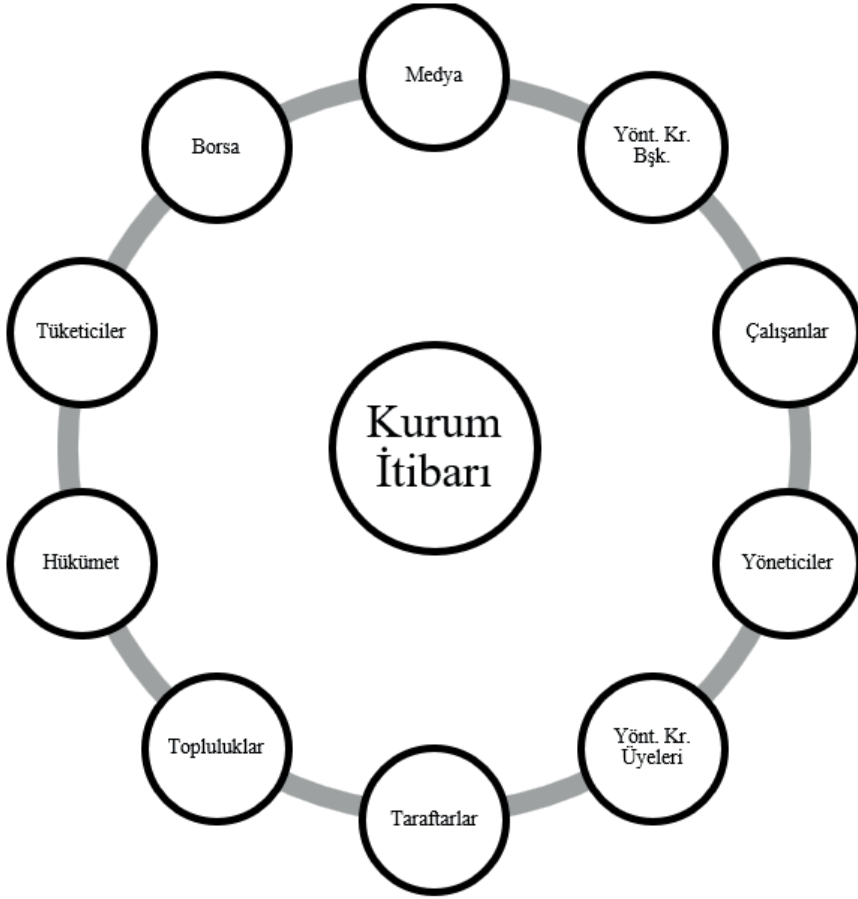 Medya
Yönt. Kr.
Bşk.
Çalışanlar
Yöneticiler
Yönt. Kr.
Üyeleri
Taraftarlar
Topluluklar
Hükümet
Tüketiciler
Borsa
Kurum
İtibarı